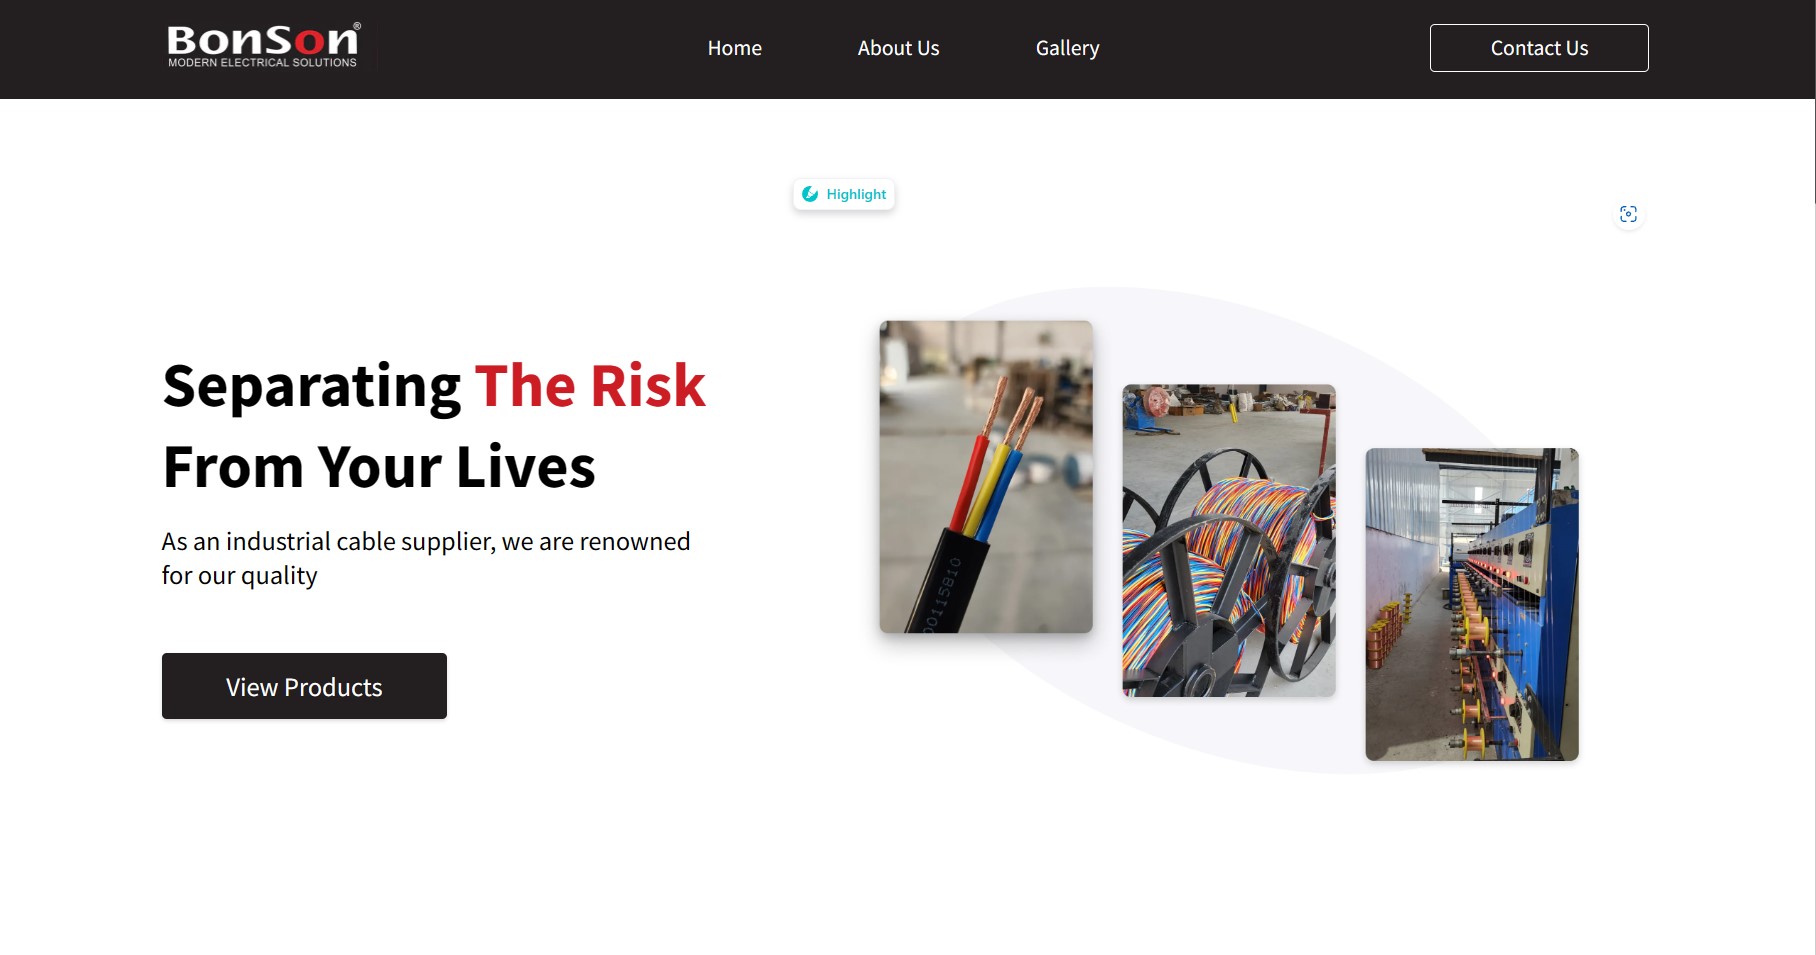 BonSon®
MODERN ELECTRICAL SOLUTIONS
Home
About Us
Gallery
Contact Us
Highlight
Separating The Risk
From Your Lives
As an industrial cable supplier, we are renowned
for our quality
View Products
00115B10